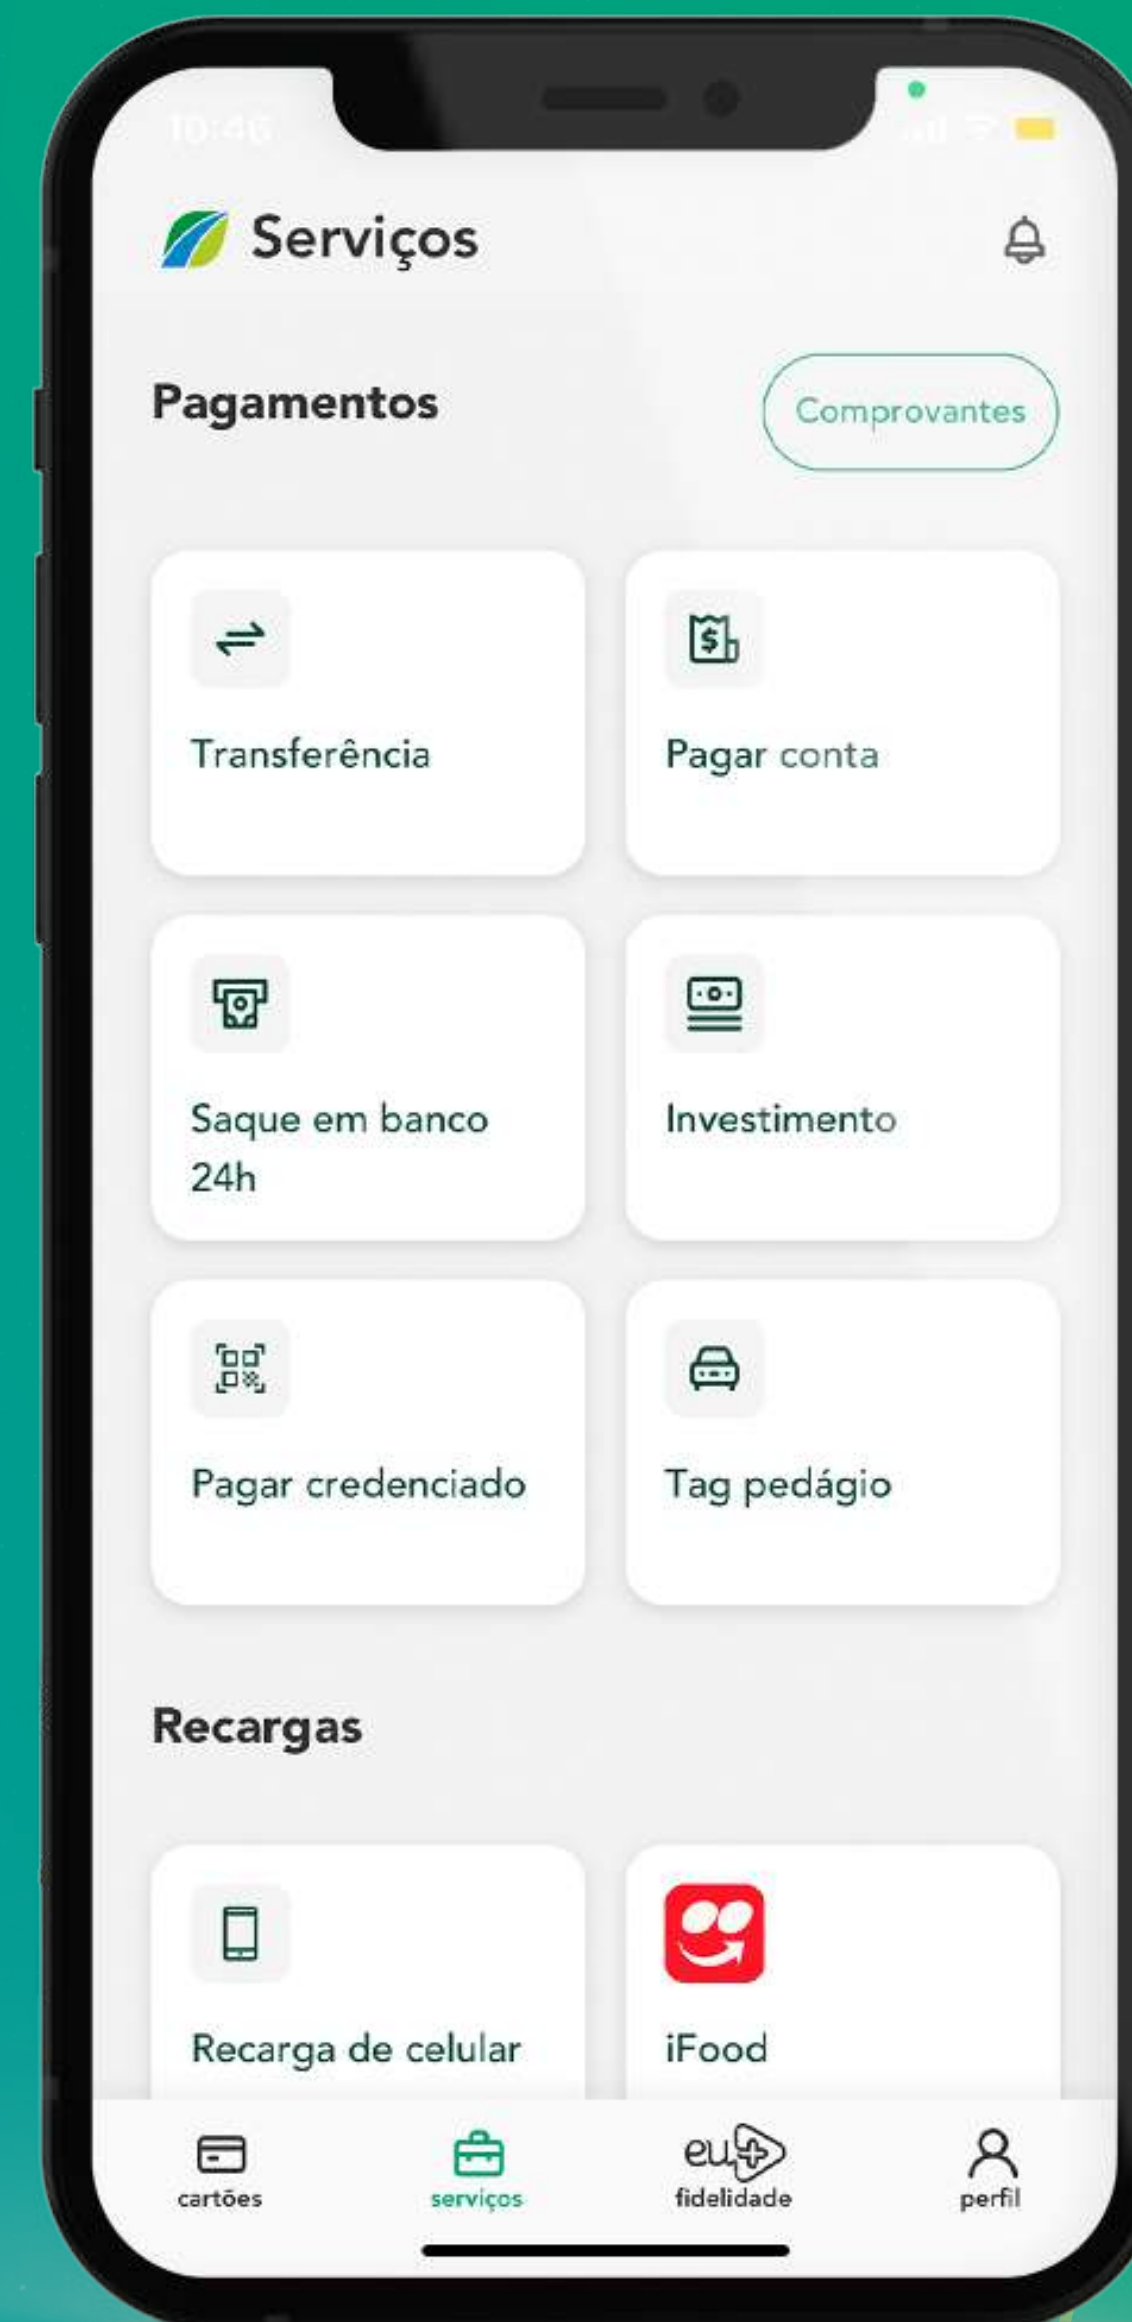 10:46
Serviços
Pagamentos
Comprovantes
Transferência
Pagar conta
Saque em banco
24h
Investimento
Pagar credenciado
Tag pedágio
Recargas
Recarga de celular
iFood
cartões
serviços
eu+
fidelidade
perfil